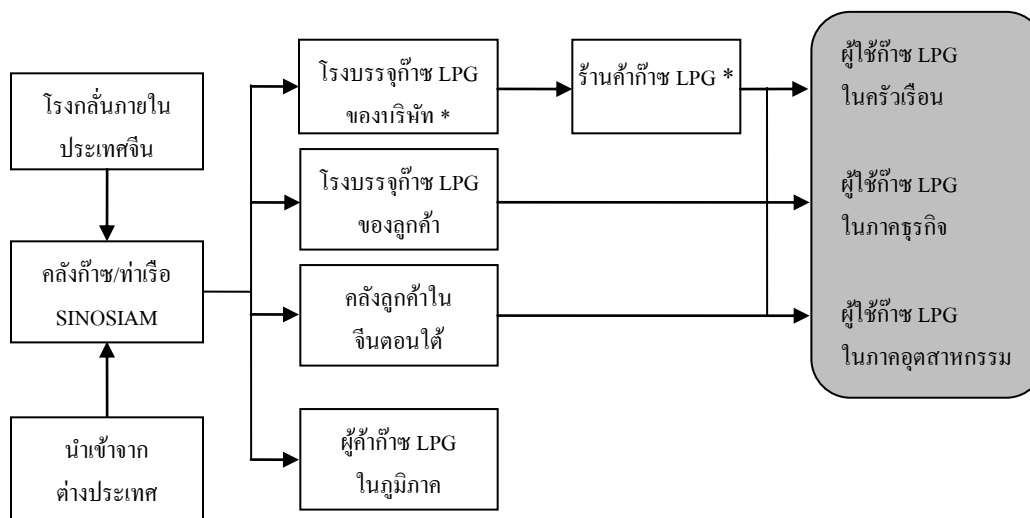 โรงกลั่นภายใน
ประเทศจีน
คลังก๊าซ/ท่าเรือ
SINOSIAM
นำเข้าจาก
ต่างประเทศ
โรงบรรจุก๊าซ LPG
ของบริษัท *
ร้านค้าก๊าซ LPG *
โรงบรรจุก๊าซ LPG
ของลูกค้า
คลังลูกค้าใน
จีนตอนใต้
ผู้ค้าก๊าซ LPG
ในภูมิภาค
ผู้ใช้ก๊าซ LPG
ในครัวเรือน
ผู้ใช้ก๊าซ LPG
ในภาคธุรกิจ
ผู้ใช้ก๊าซ LPG
ในภาคอุตสาหกรรม